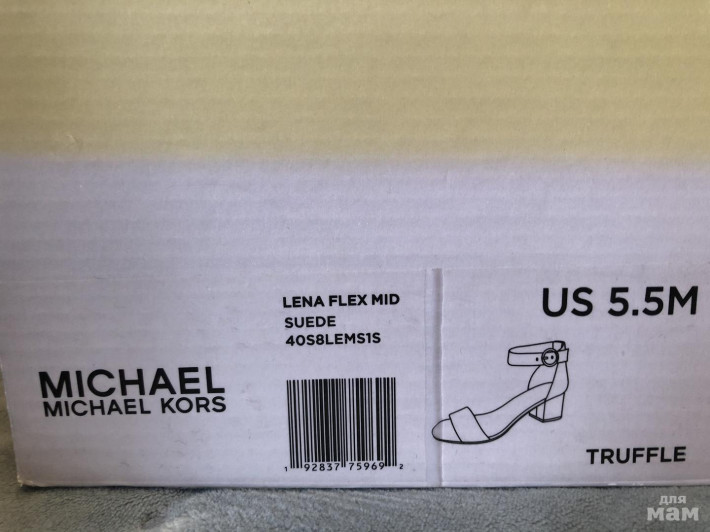 LENA FLEX MID
SUEDE
40S8LEMS1S
MICHAEL
MICHAEL KORS
1 92837 75969 2
US 5.5M
TRUFFLE
для
мам